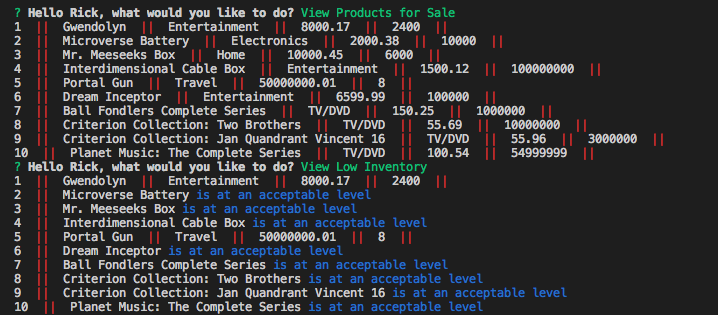 ? Hello Rick, what would you like to do? View Products for Sale
1 || Gwendolyn || Entertainment || 8000.17 || 2400 ||
2 || Microverse Battery || Electronics || 2000.38 || 10000 ||
3 || Mr. Meeseeks Box || Home || 10000.45 || 6000 ||
4 || Interdimensional Cable Box || Entertainment || 1500.12 || 100000000 ||
5 || Portal Gun || Travel || 50000000.01 || 8 ||
6 || Dream Inceptor || Entertainment || 6599.99 || 100000 ||
7 || Ball Fondlers Complete Series || TV/DVD || 150.25 || 1000000 ||
8 || Criterion Collection: Two Brothers || TV/DVD || 55.69 || 10000000 ||
9 || Criterion Collection: Jan Quadrant Vincent 16 || TV/DVD || 55.96 || 3000000 ||
10 || Planet Music: The Complete Series || TV/DVD || 100.54 || 54999999 ||
? Hello Rick, what would you like to do? View Low Inventory
1 || Gwendolyn || Entertainment || 8000.17 || 2400 ||
2 || Microverse Battery is at an acceptable level
3 || Mr. Meeseeks Box is at an acceptable level
4 || Interdimensional Cable Box is at an acceptable level
5 || Portal Gun || Travel || 50000000.01 || 8 ||
6 || Dream Inceptor is at an acceptable level
7 || Ball Fondlers Complete Series is at an acceptable level
8 || Criterion Collection: Two Brothers is at an acceptable level
9 || Criterion Collection: Jan Quadrant Vincent 16 is at an acceptable level
10 || Planet Music: The Complete Series is at an acceptable level